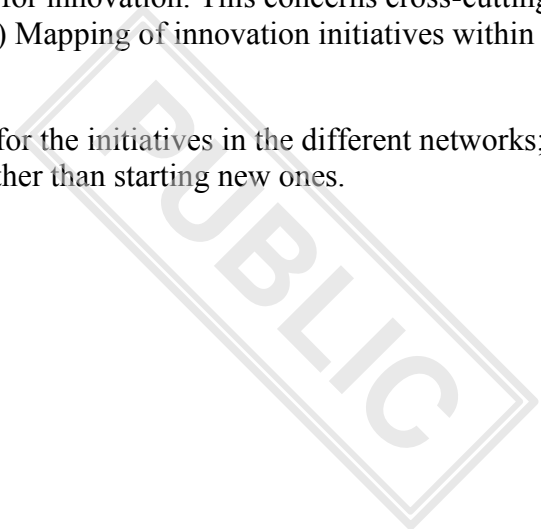 for innovation. This concerns cross-cutting
) Mapping of innovation initiatives within
for the initiatives in the different networks;
ther than starting new ones.
PUBLIC